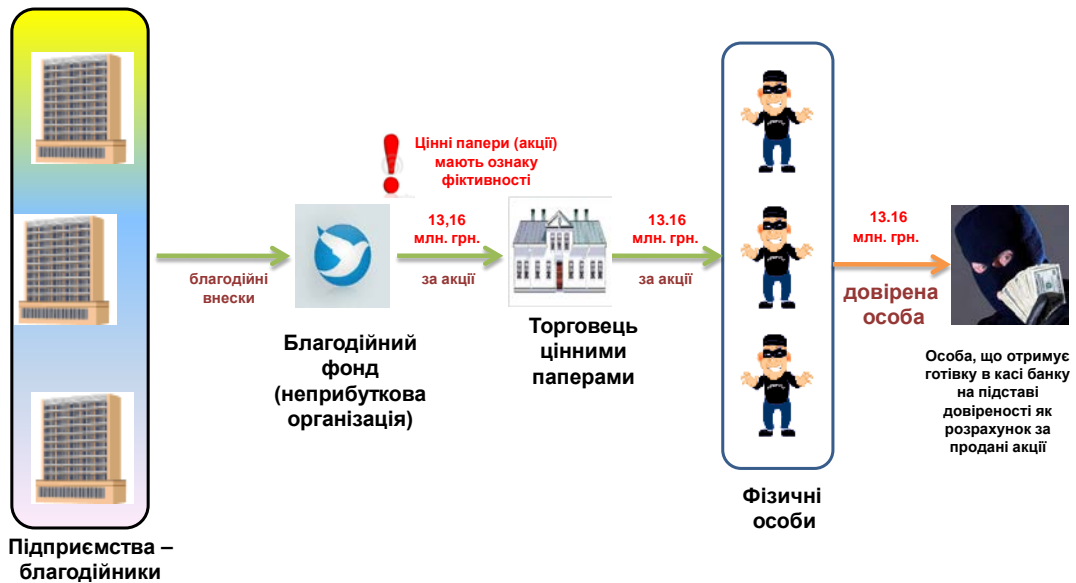 Цінні папери (акції)
мають ознаку
фіктивності
13,16
млн. грн.
13.16
млн. грн.
13.16
млн. грн.
благодійні
внески
за акції
за акції
довірена
особа
Благодійний
фонд
(неприбуткова
організація)
Торговець
цінними
паперами
Особа, що отримує
готівку в касі банку
на підставі
довіреності як
розрахунок за
продані акції
Фізичні
особи
Підприємства –
благодійники